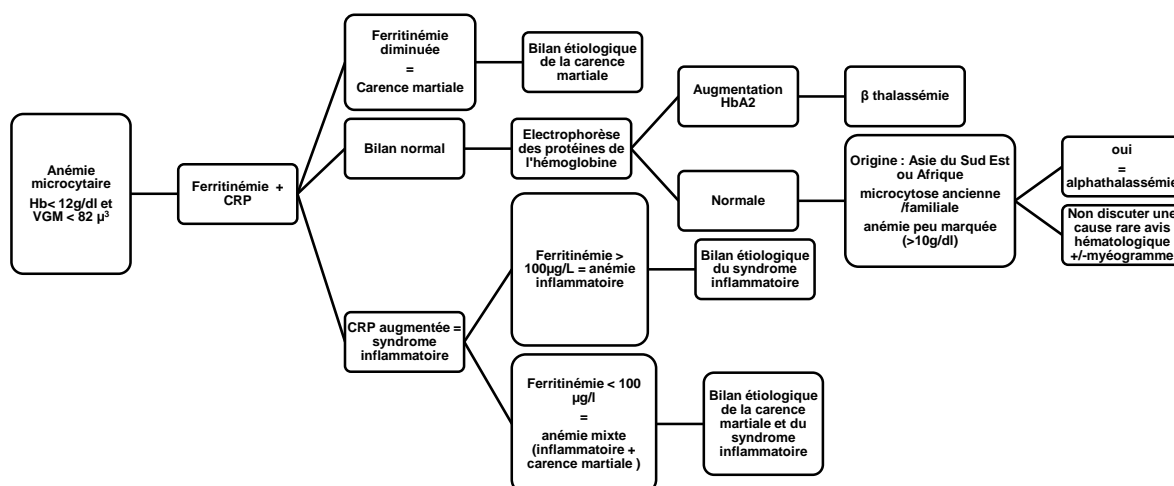 Anémie
microcytaire
Hb< 12g/dl et
VGM < 82 µ³
Ferritinémie +
CRP
Ferritinémie
diminuée
=
Carence martiale
Bilan étiologique
de la carence
martiale
Bilan normal
Electrophorèse
des protéines de
l'hémoglobine
Augmentation
HbA2
β thalassémie
Normale
Origine : Asie du Sud Est
ou Afrique
microcytose ancienne
/familiale
anémie peu marquée
(>10g/dl)
oui
=
alphathalassémie
Non discuter une
cause rare avis
hématologique
+/-myéogramme
CRP augmentée =
syndrome
inflammatoire
Ferritinémie >
100µg/L = anémie
inflammatoire
Bilan étiologique
du syndrome
inflammatoire
Ferritinémie < 100
µg/l
=
anémie mixte
(inflammatoire +
carence martiale )
Bilan étiologique
de la carence
martiale et du
syndrome
inflammatoire